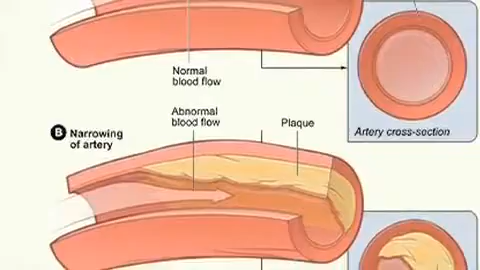 Normal
blood flow
Artery cross-section
Abnormal
blood flow
Plaque
B Narrowing
of artery